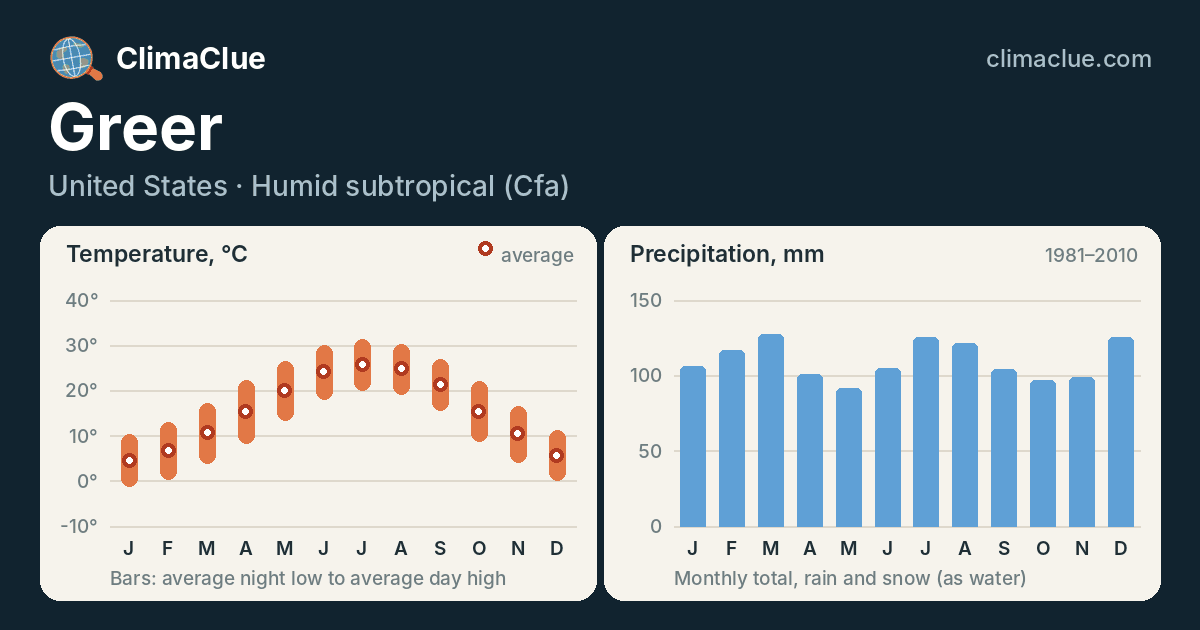 ClimaClue
climaclue.com
Greer
United States · Humid subtropical (Cfa)
Temperature, °C
average
40°
30°
20°
10°
0°
-10°
J F M A M J J A S O N D
Bars: average night low to average day high
Precipitation, mm
1981–2010
150
100
50
0
J F M A M J J A S O N D
Monthly total, rain and snow (as water)